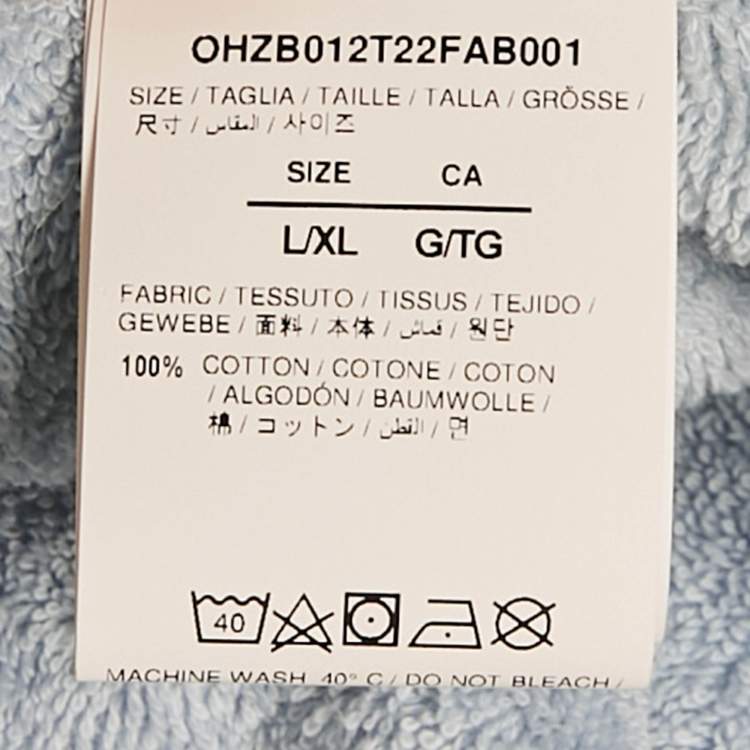 OHZB012T22FAB001
SIZE / TAGLIA / TAILLE / TALLA / GRÖSSE /
尺寸 / المقاس / 사이즈
SIZE CA
L/XL G/TG
FABRIC / TESSUTO / TISSUS / TEJIDO /
GEWEBE / 面料 / 本体 / قماش / 원단
100% COTTON / COTONE / COTON
/ ALGODÓN / BAUMWOLLE /
棉 / コットン / القطن / 면
40
MACHINE WASH 40° C / DO NOT BLEACH /